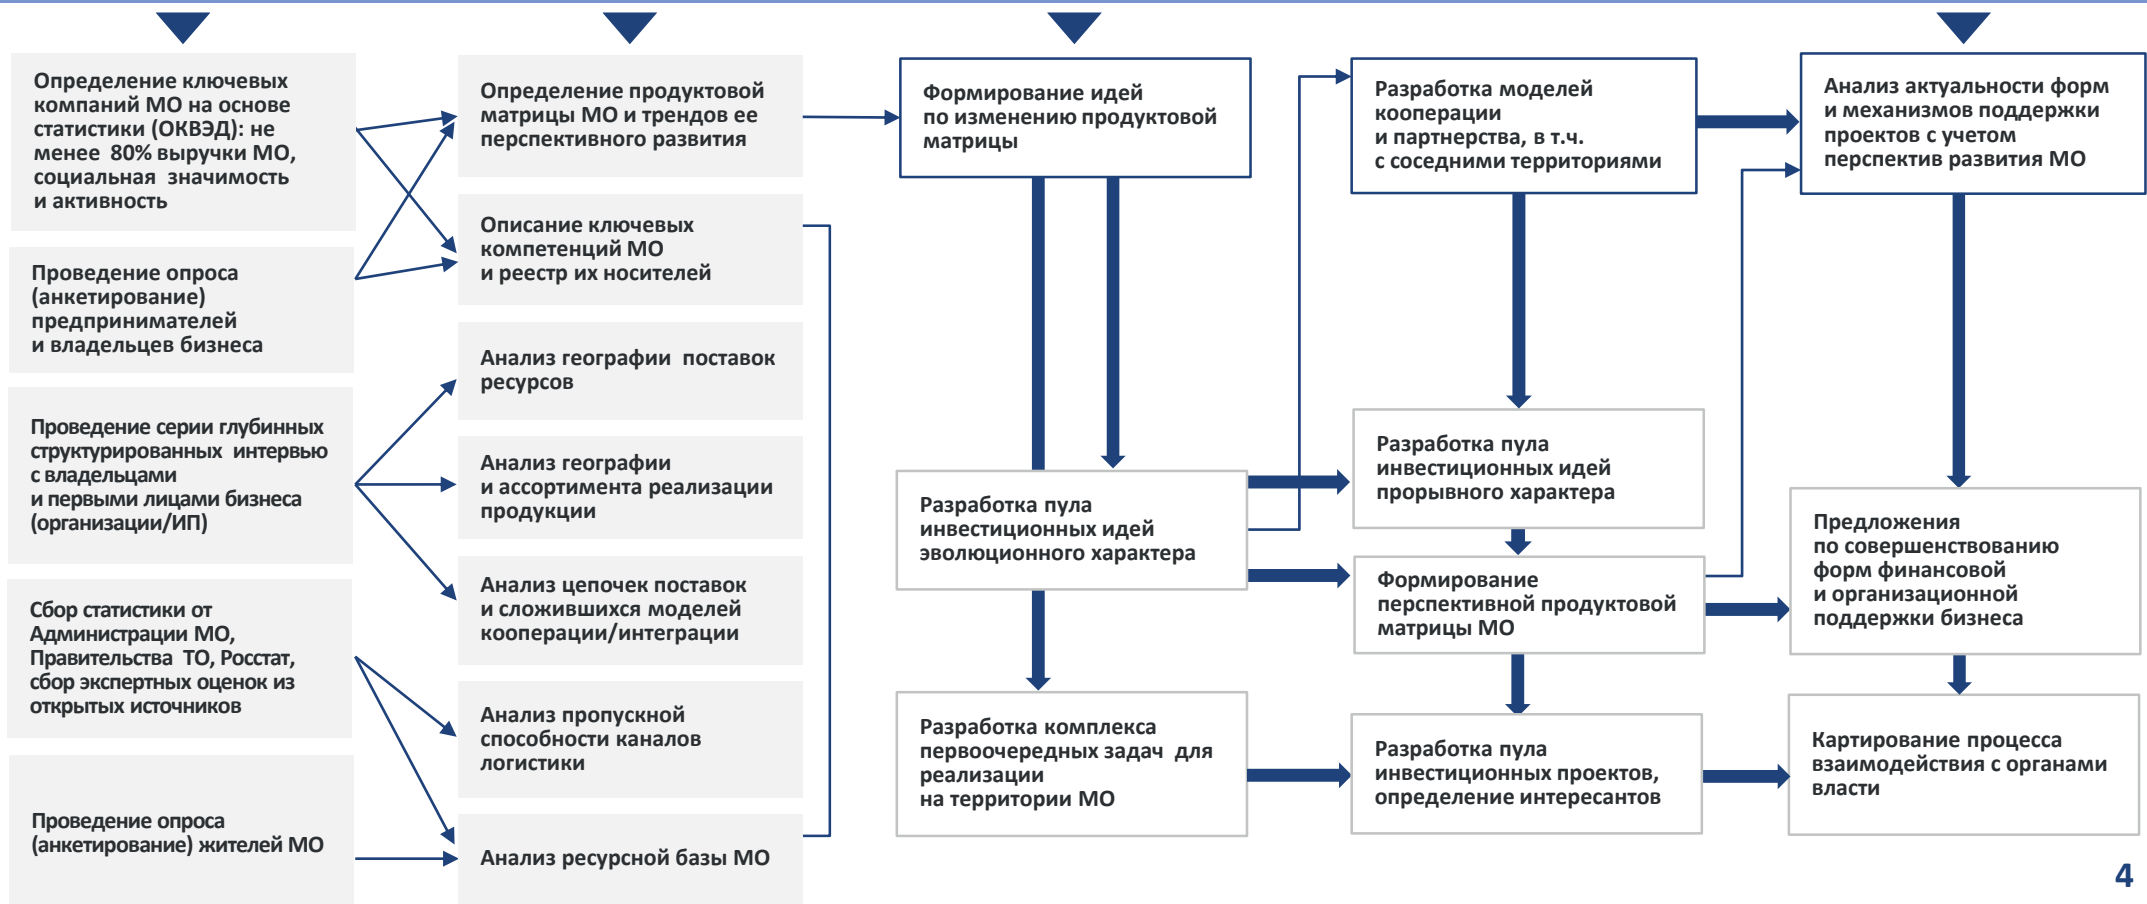 Определение ключевых
компаний МО на основе
статистики (ОКВЭД): не
менее 80% выручки МО,
социальная значимость
и активность
Проведение опроса
(анкетирование)
предпринимателей
и владельцев бизнеса
Проведение серии глубинных
структурированных интервью
с владельцами
и первыми лицами бизнеса
(организации/ИП)
Сбор статистики от
Администрации МО,
Правительства ТО, Росстат,
сбор экспертных оценок из
открытых источников
Проведение опроса
(анкетирование) жителей МО
Определение продуктовой
матрицы МО и трендов ее
перспективного развития
Описание ключевых
компетенций МО
и реестр их носителей
Анализ географии поставок
ресурсов
Анализ географии
и ассортимента реализации
продукции
Анализ цепочек поставок
и сложившихся моделей
кооперации/интеграции
Анализ пропускной
способности каналов
логистики
Анализ ресурсной базы МО
Формирование идей
по изменению продуктовой
матрицы
Разработка пула
инвестиционных идей
эволюционного характера
Разработка комплекса
первоочередных задач для
реализации
на территории МО
Разработка моделей
кооперации
и партнерства, в т.ч.
с соседними территориями
Разработка пула
инвестиционных идей
прорывного характера
Формирование
перспективной продуктовой
матрицы МО
Разработка пула
инвестиционных проектов,
определение интересантов
Анализ актуальности форм
и механизмов поддержки
проектов с учетом
перспектив развития МО
Предложения
по совершенствованию
форм финансовой
и организационной
поддержки бизнеса
Картирование процесса
взаимодействия с органами
власти
4